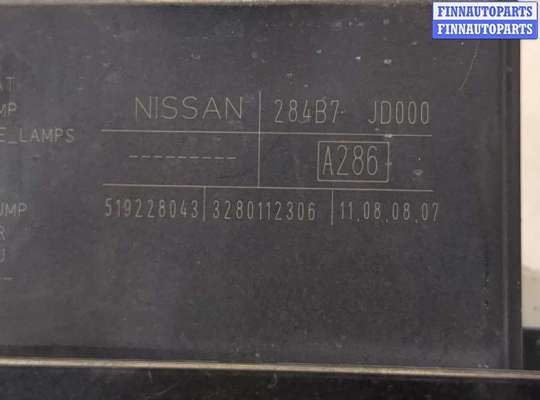 FINNAUTOPARTS
FINNAUTOPARTS
NISSAN 284B7- JD000
--------- A286-
519228043 3280112306 11.08.08.07
AT
MP
E_LAMPS
UMP
R
U